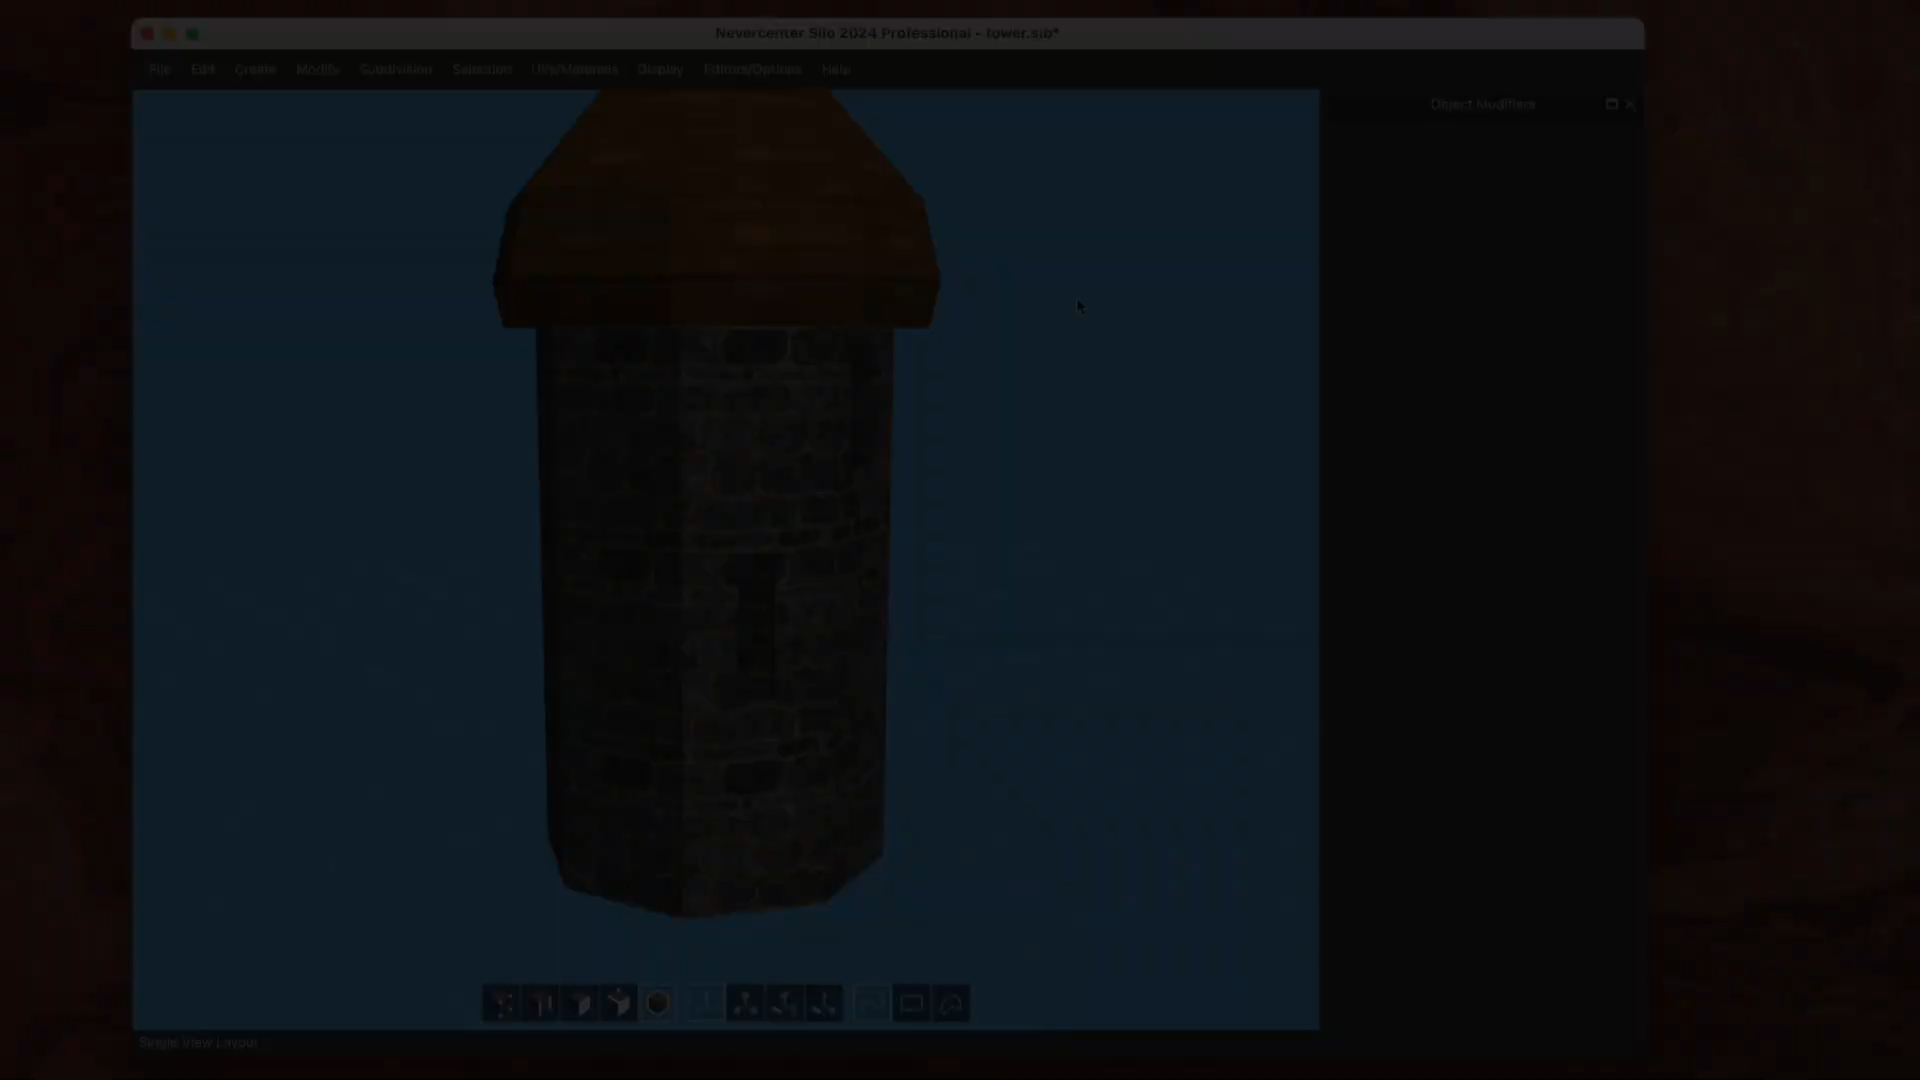 Nevercenter Silo 2024 Professional - tower.sib*
File Edit Create Modify Subdivision Selection UVs/Materials Display Editors/Options Help
Object Modifiers
Single View Layout